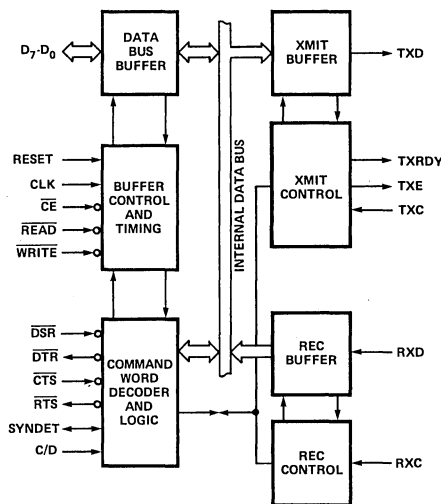 D7-D0
DATA
BUS
BUFFER
XMIT
BUFFER
TXD
INTERNAL DATA BUS
RESET
CLK
CE
READ
WRITE
BUFFER
CONTROL
AND
TIMING
XMIT
CONTROL
TXRDY
TXE
TXC
DSR
DTR
CTS
RTS
SYNDET
C/D
COMMAND
WORD
DECODER
AND
LOGIC
REC
BUFFER
RXD
REC
CONTROL
RXC